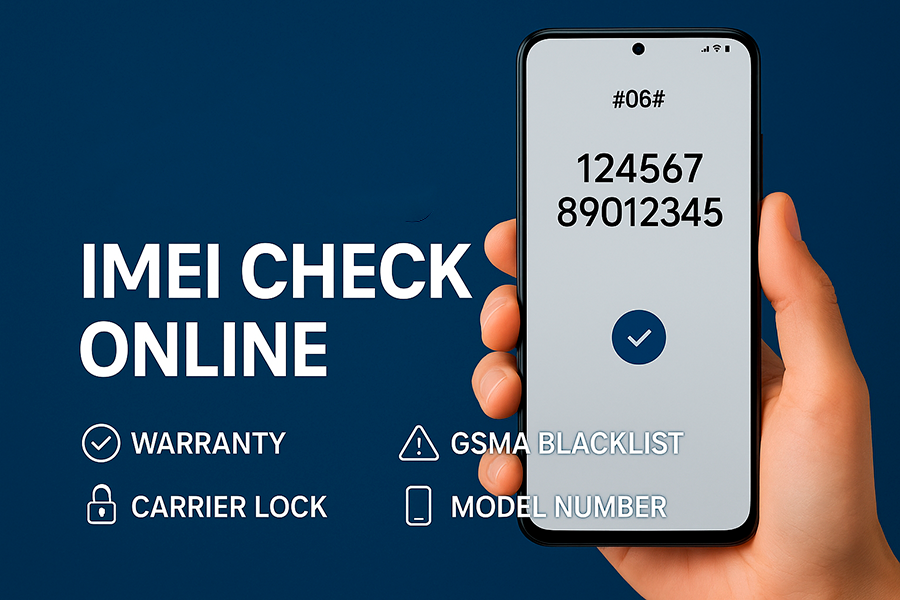 #06#
124567
89012345
IMEI CHECK
ONLINE
WARRANTY
GSMA BLACKLIST
CARRIER LOCK
MODEL NUMBER